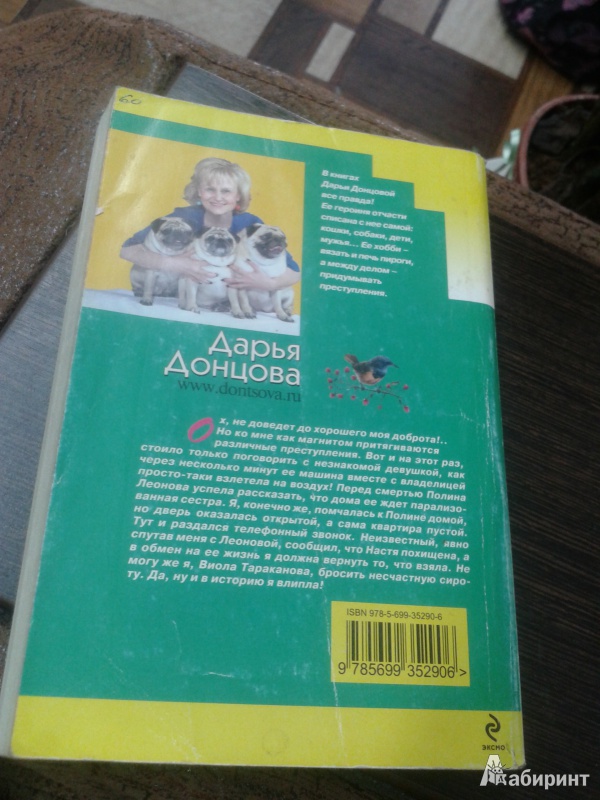 60
В книгах
Дарьи Донцовой
все правда!
Ее героиня отчасти
списана с нее самой:
кошки, собаки, дети,
мужья... Ее хобби –
вязать и печь пироги,
а между делом –
придумывать
преступления.
Дарья
Донцова
www.dontsova.ru
Ох, не доведет до хорошего моя доброта!..
Но ко мне как магнитом притягиваются
различные преступления. Вот и на этот раз,
стоило только поговорить с незнакомой девушкой, как
через несколько минут ее машина вместе с владелицей
просто-таки взлетела на воздух! Перед смертью Полина
Леонова успела рассказать, что дома ее ждет парализо-
ванная сестра. Я, конечно же, помчалась к Полине домой,
но дверь оказалась открытой, а сама квартира пустой.
Тут и раздался телефонный звонок. Неизвестный, явно
спутав меня с Леоновой, сообщил, что Настя похищена, а
в обмен на ее жизнь я должна вернуть то, что взяла. Не
могу же я, Виола Тараканова, бросить несчастную сиро-
ту. Да, ну и в историю я влипла!
ISBN 978-5-699-35290-6
9 785699 352906 >
ЭКСМО
Лабиринт